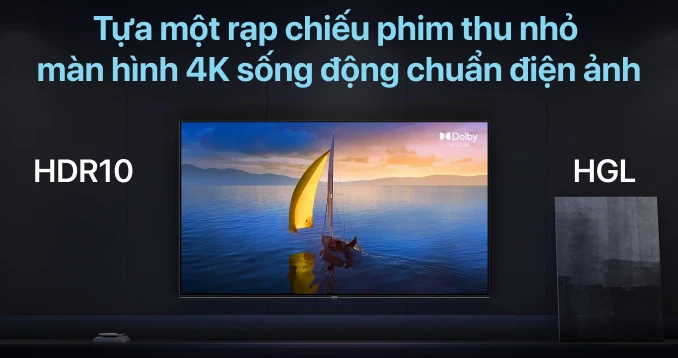 Tựa một rạp chiếu phim thu nhỏ
màn hình 4K sống động chuẩn điện ảnh
Dolby
HDR10
HGL